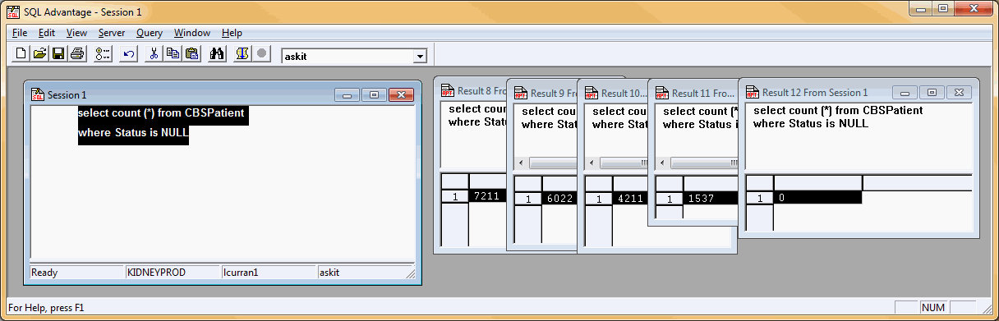 SQL Advantage - Session 1
File Edit View Server Query Window Help
askit
Session 1
select count (*) from CBSPatient
where Status is NULL
Ready KIDNEYPROD lcurran1 askit
Result 8 Fro
select count
where Statu
1 7211
Result 9 Fr
select coun
where Stat
1 6022
Result 10...
select coun
where Stat
1 4211
Result 11 Fro...
select count (*
where Status i
1 1537
Result 12 From Session 1
select count (*) from CBSPatient
where Status is NULL
1 0
For Help, press F1
NUM